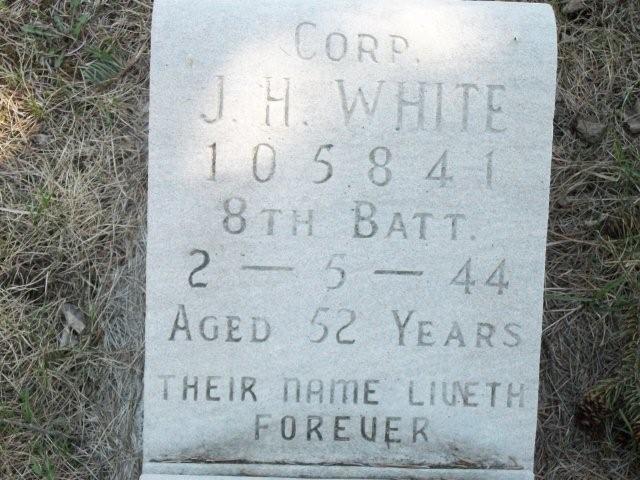 CORP.
J. H. WHITE
105841
8TH BATT.
2 — 5 — 44
AGED 52 YEARS
THEIR NAME LIVETH
FOREVER